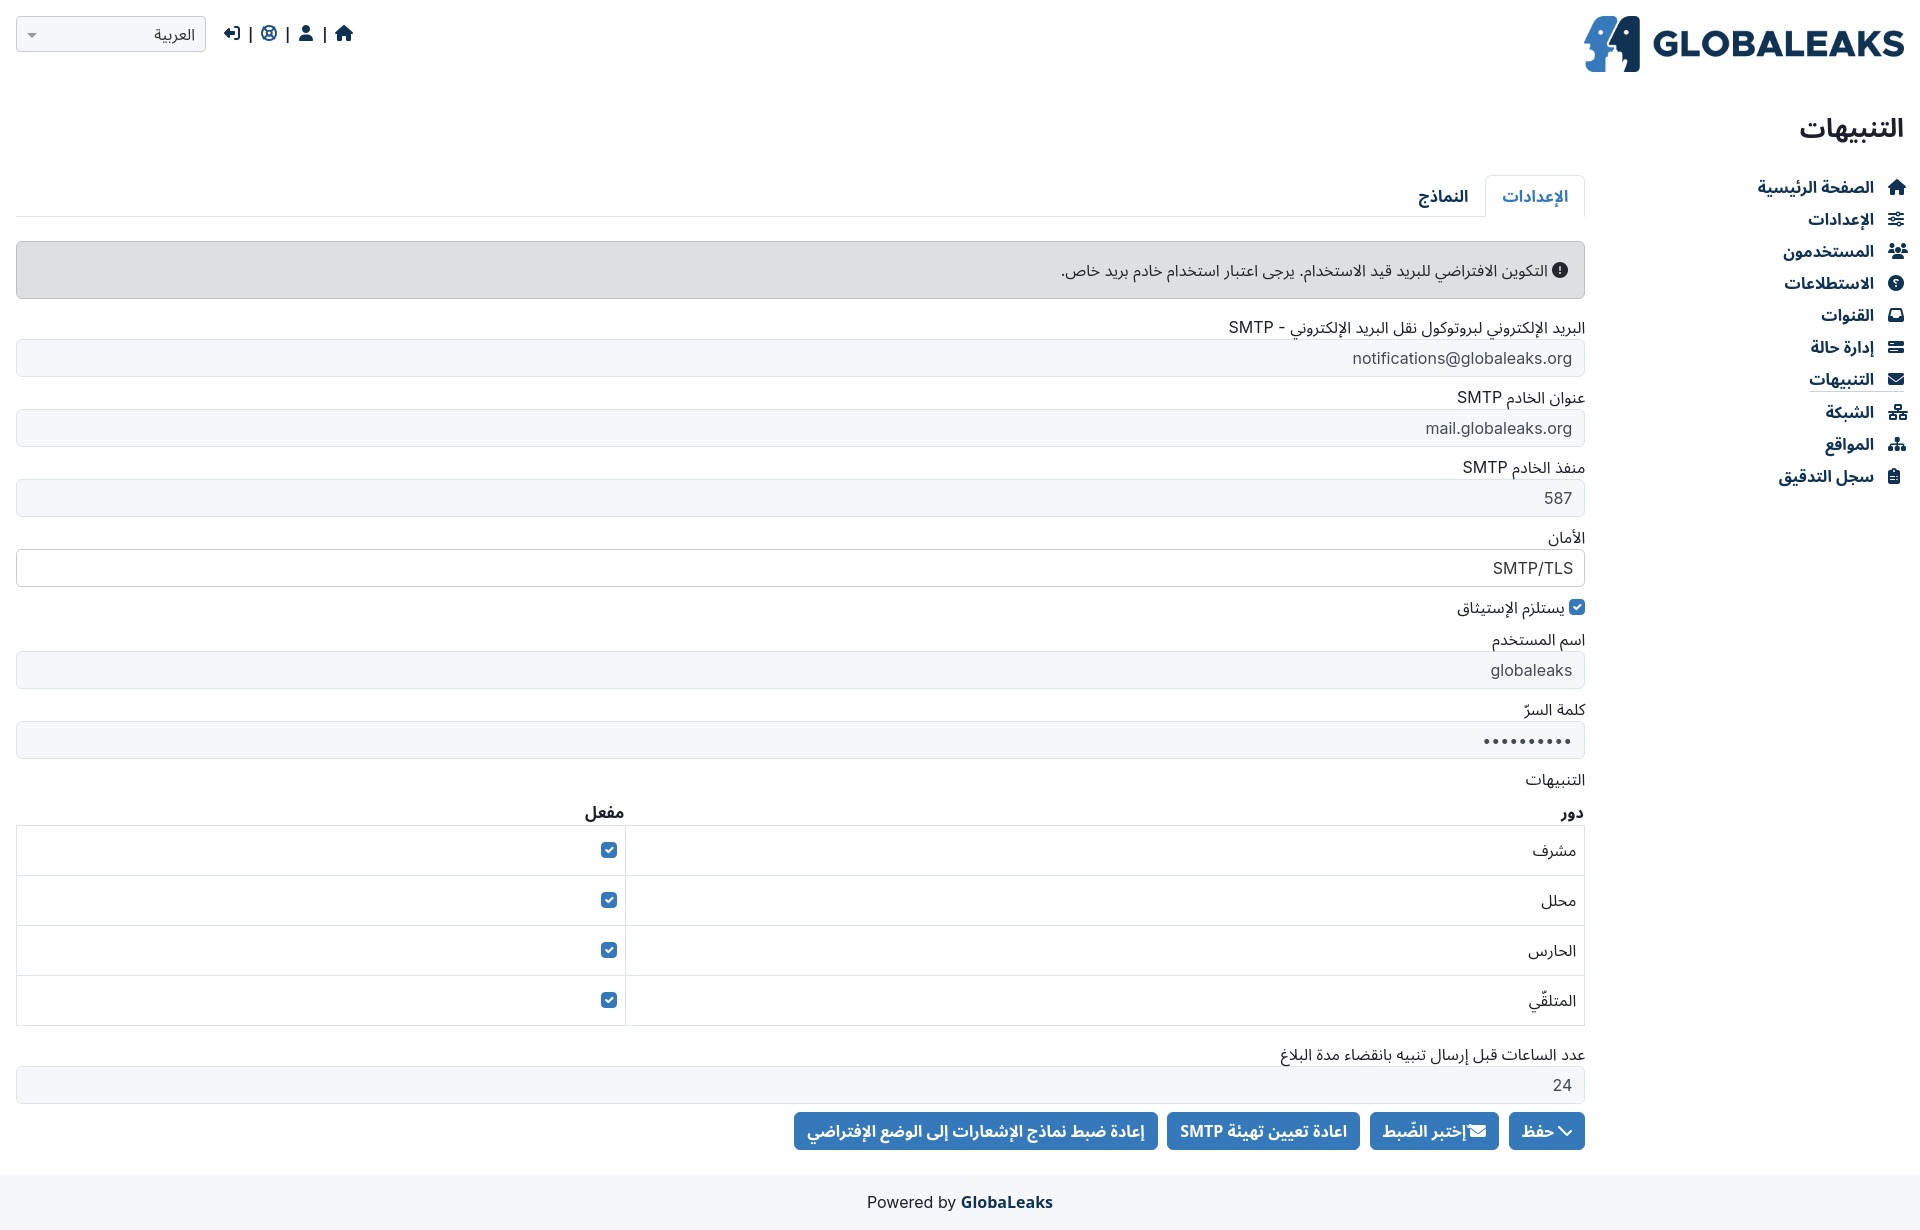 GLOBALEAKS
العربية
التنبيهات
الصفحة الرئيسية
الإعدادات
المستخدمون
الاستطلاعات
القنوات
إدارة حالة
التنبيهات
الشبكة
المواقع
سجل التدقيق
الإعدادات
النماذج
التكوين الافتراضي للبريد قيد الاستخدام. يرجى اعتبار استخدام خادم بريد خاص.
البريد الإلكتروني لبروتوكول نقل البريد الإلكتروني - SMTP
notifications@globaleaks.org
عنوان الخادم SMTP
mail.globaleaks.org
منفذ الخادم SMTP
587
الأمان
SMTP/TLS
يستلزم الإستيثاق
اسم المستخدم
globaleaks
كلمة السرّ
••••••••••
التنبيهات
دور مفعل
مشرف
محلل
الحارس
المتلقّي
عدد الساعات قبل إرسال تنبيه بانقضاء مدة البلاغ
24
حفظ
إختبر الضّبط
اعادة تعيين تهيئة SMTP
إعادة ضبط نماذج الإشعارات إلى الوضع الإفتراضي
Powered by GlobaLeaks